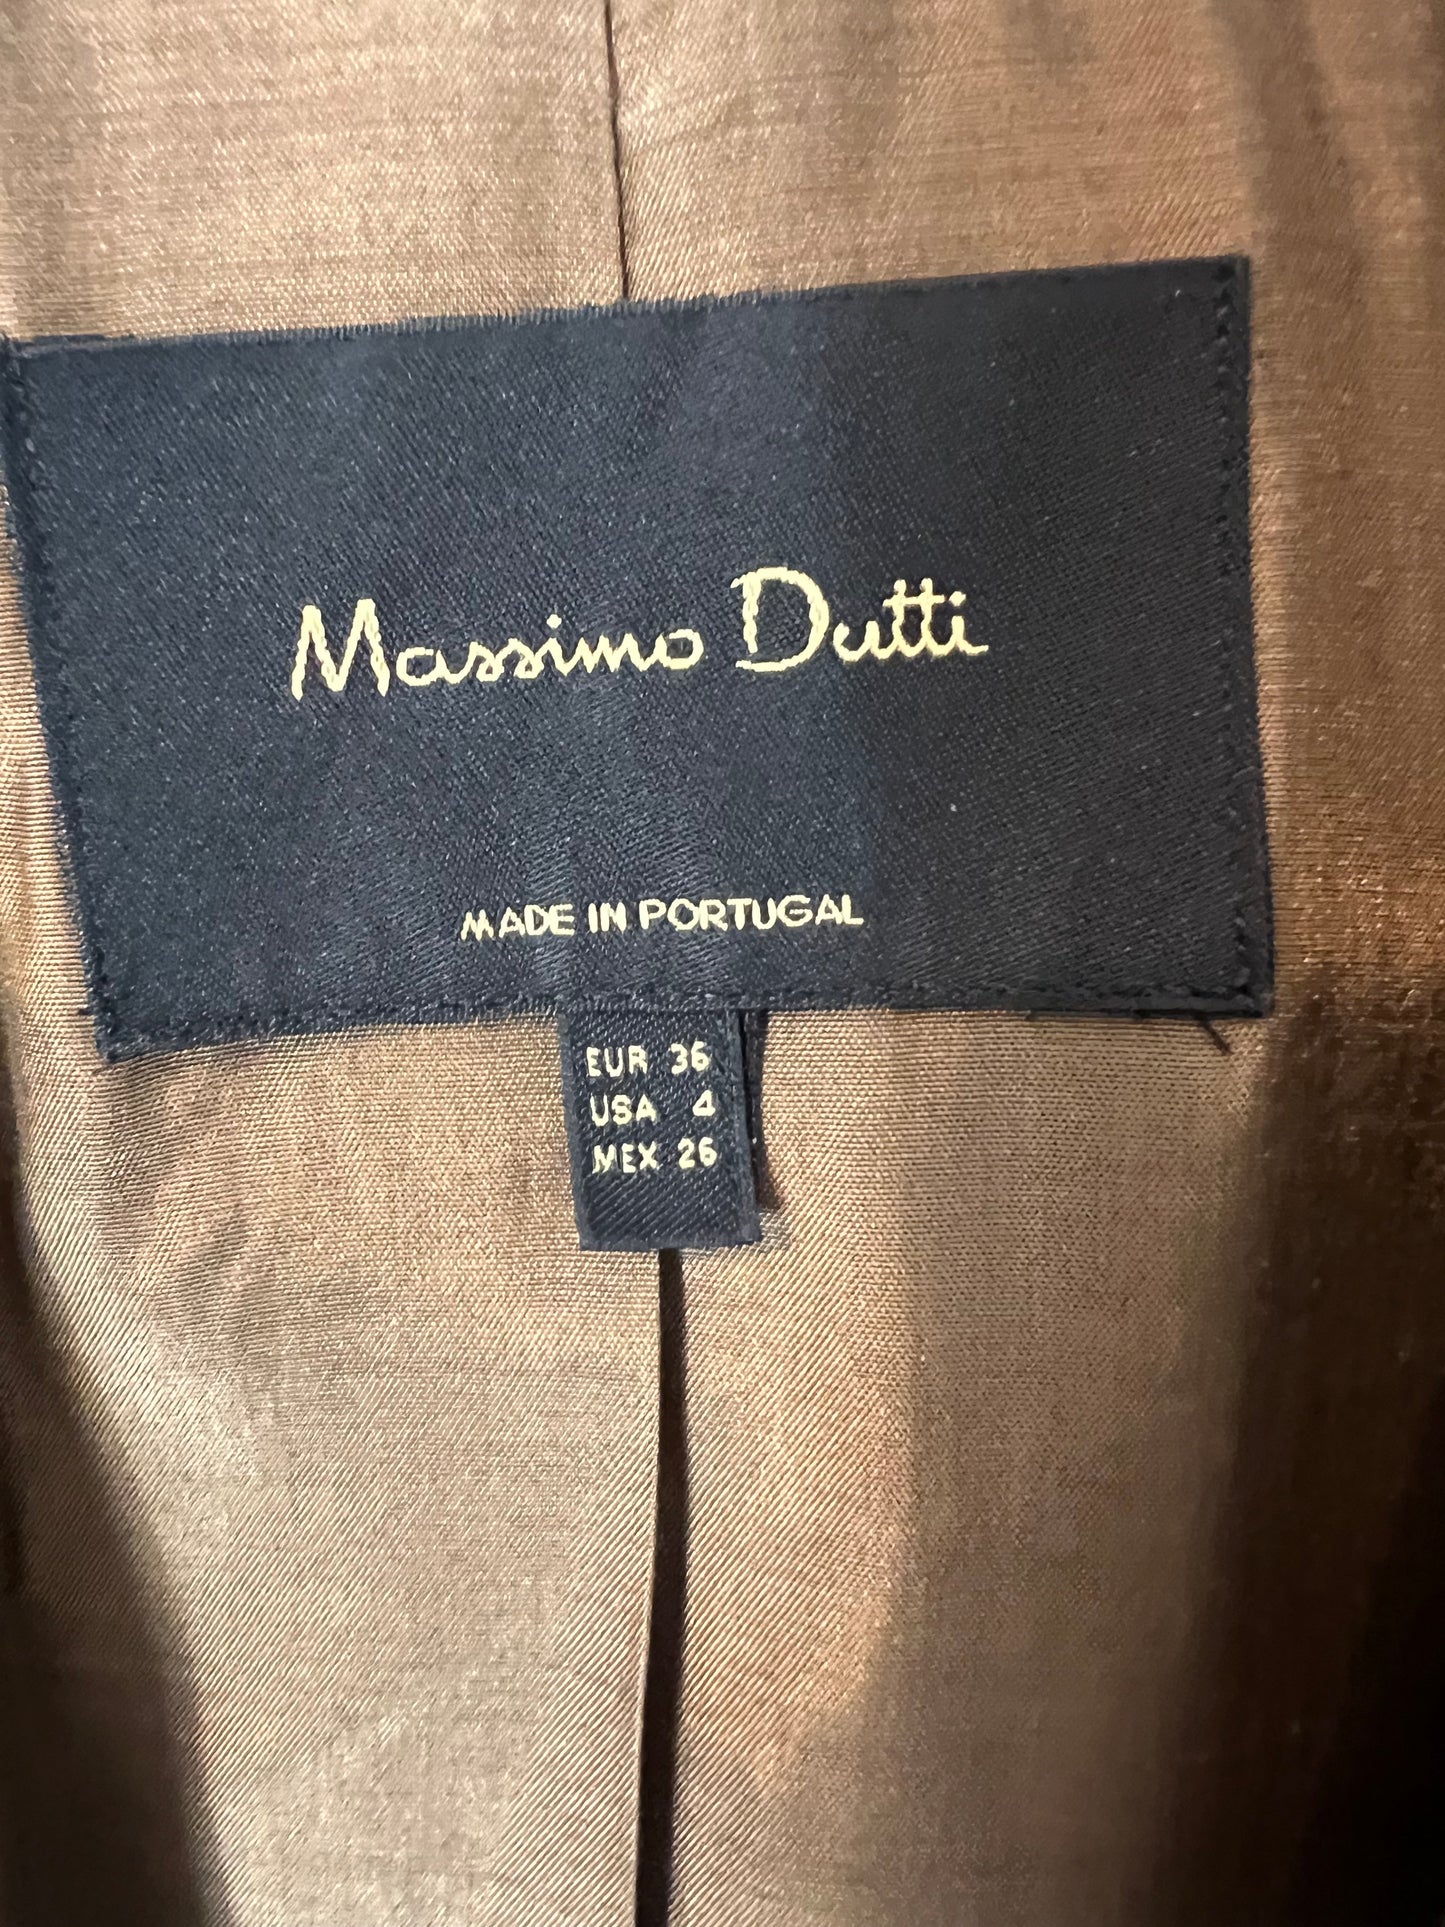 Massimo Dutti
MADE IN PORTUGAL
EUR 36
USA 4
MEX 26